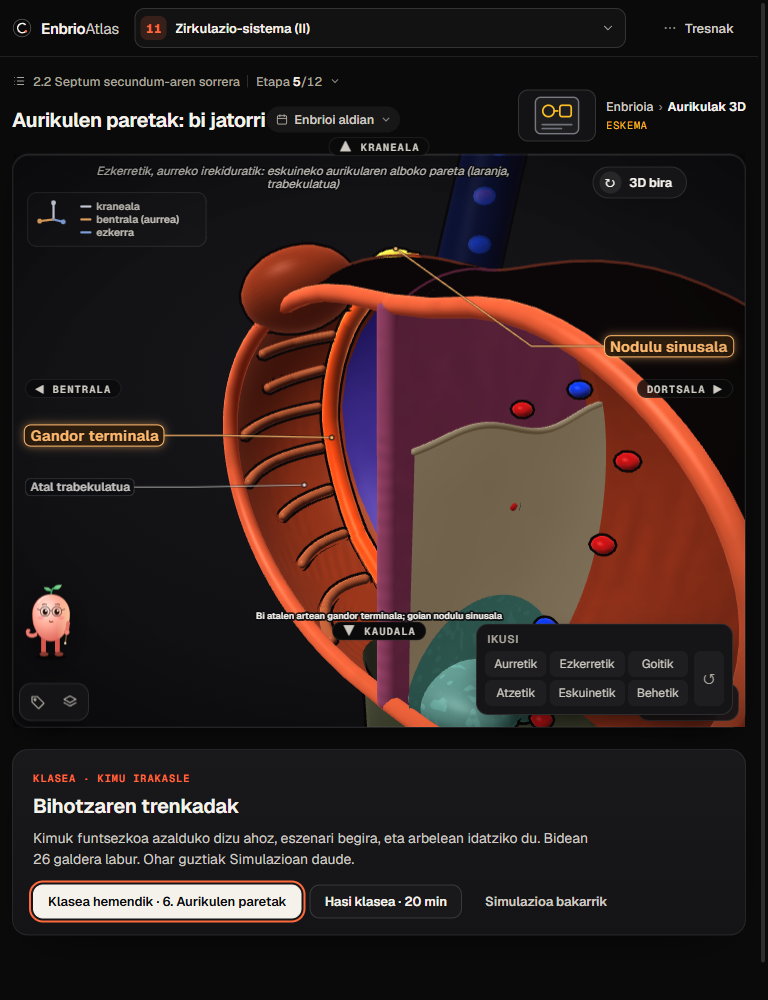 EnbrioAtlas
11 Zirkulazio-sistema (II)
Tresnak
2.2 Septum secundum-aren sorrera
Etapa 5/12
Aurikulen paretak: bi jatorri
Enbrioi aldian
Enbrioia › Aurikulak 3D
ESKEMA
KRANEALA
Ezkerretik, aurreko irekiduratik: eskuineko aurikularen alboko pareta (laranja,
trabekulatua)
3D bira
kraneala
bentrala (aurrea)
ezkerra
Nodulu sinusala
BENTRALA
DORTSALA
Gandor terminala
Atal trabekulatua
Bi atalen artean gandor terminala; goian nodulu sinusala
KAUDALA
IKUSI
Aurretik
Ezkerretik
Goitik
Atzetik
Eskuinetik
Behetik
KLASEA · KIMU IRAKASLE
Bihotzaren trenkadak
Kimuk funtsezkoa azalduko dizu ahoz, eszenari begira, eta arbelean idatziko du. Bidean
26 galdera labur. Ohar guztiak Simulazioan daude.
Klasea hemendik · 6. Aurikulen paretak
Hasi klasea · 20 min
Simulazioa bakarrik